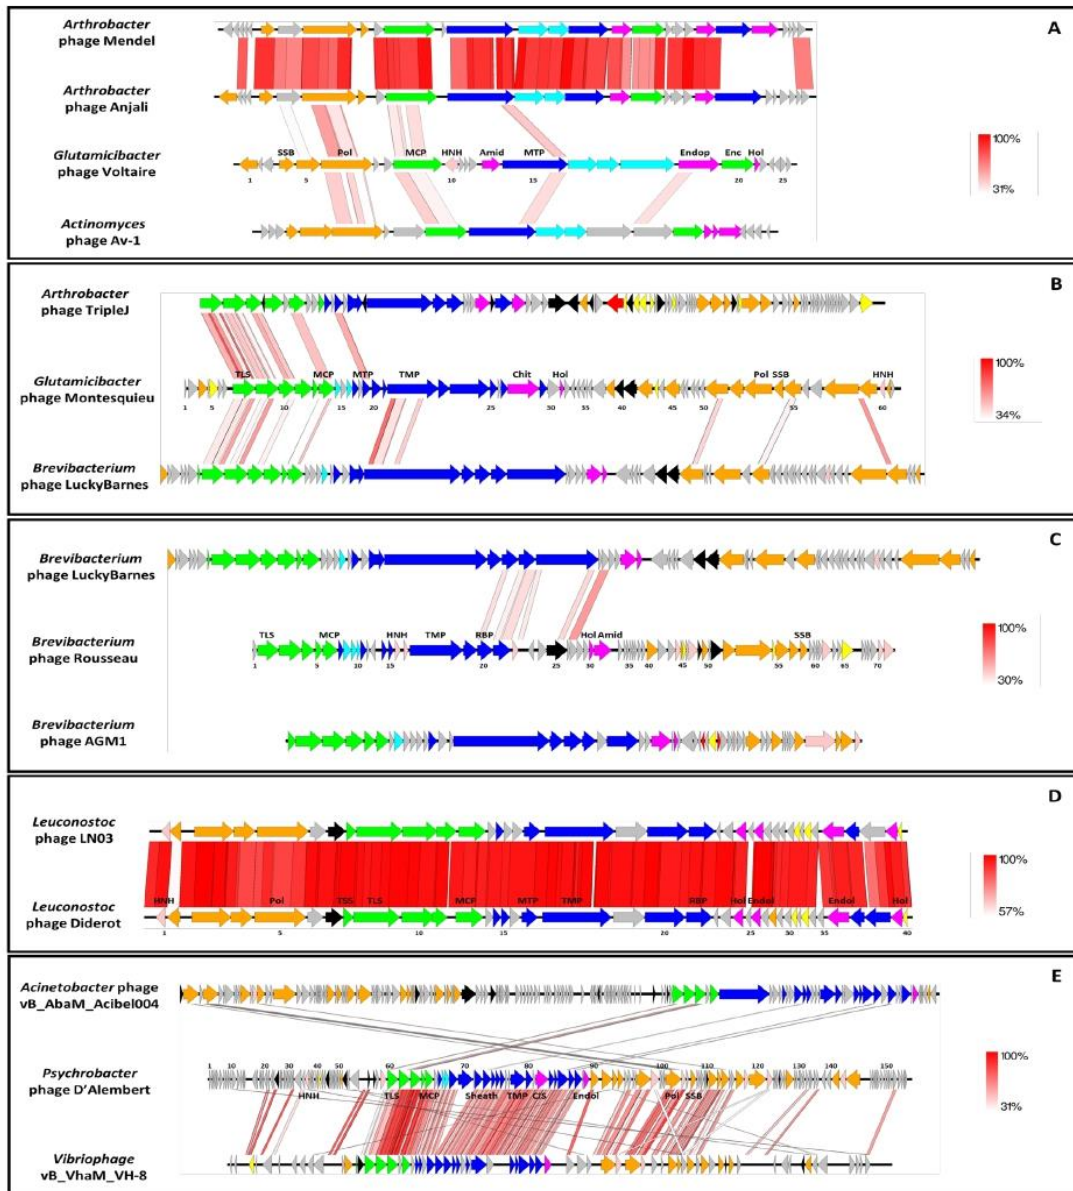 Arthrobacter
phage Mendel
A
Arthrobacter
phage Anjali
SSB Pol MCP HNH Amid MTP Endop Enc Hol
Glutamicibacter
phage Voltaire
1 5 10 15 20 25
Actinomyces
phage Av-1
100%
31%
Arthrobacter
phage TripleJ
B
TLS MCP MTP TMP Chit Hol Pol SSB HNH
Glutamicibacter
phage Montesquieu
1 5 10 15 20 25 30 35 40 45 50 55 60
Brevibacterium
phage LuckyBarnes
100%
34%
Brevibacterium
phage LuckyBarnes
C
TLS MCP HNH TMP RBP Hol Amid SSB
Brevibacterium
phage Rousseau
1 5 10 15 20 25 30 35 40 45 50 55 60 65 70
Brevibacterium
phage AGM1
100%
30%
Leuconostoc
phage LN03
D
HNH Pol TSS TLS MCP MTP TMP RBP Hol Endol Endol Hol
Leuconostoc
phage Diderot
1 5 10 15 20 25 30 35 40
100%
57%
Acinetobacter phage
vB_AbaM_Acibel004
E
1 10 20 30 40 50 60 70 80 90 100 110 120 130 140 150
Psychrobacter
phage D'Alembert
HNH TLS MCP Sheath TMP CJS Endol Pol SSB
Vibriophage
vB_VhaM_VH-8
100%
31%